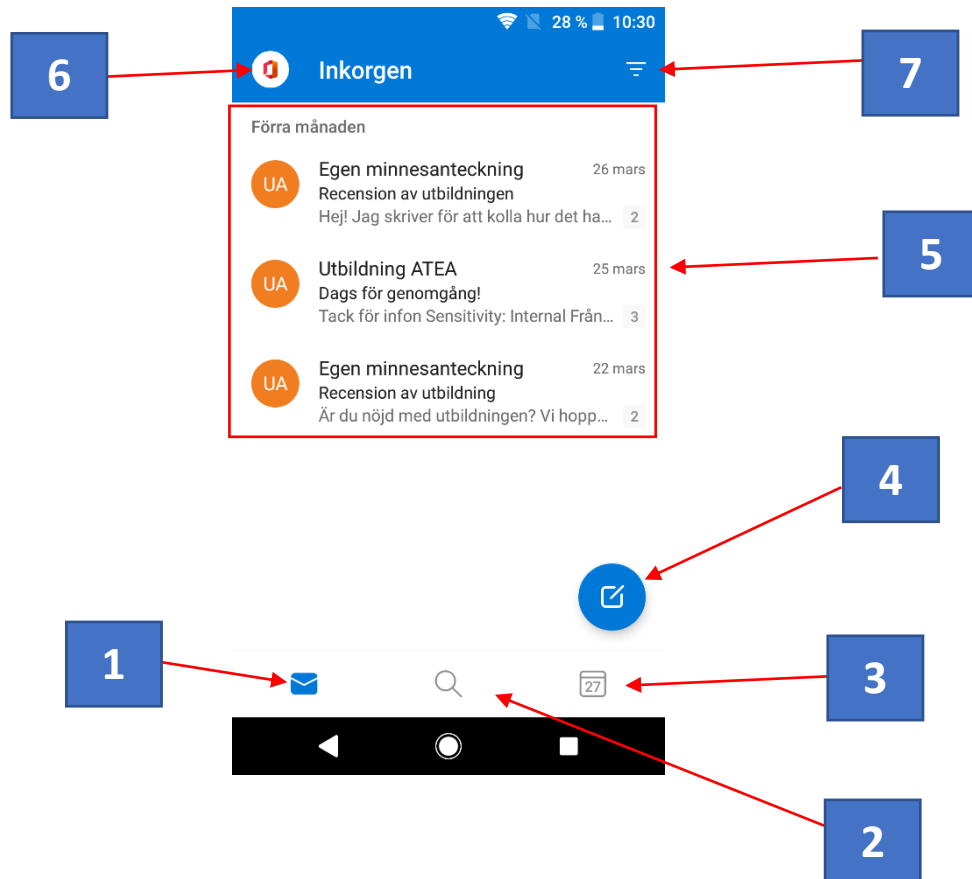 28 % 10:30
6
Inkorgen
7
Förra månaden
UA
Egen minnesanteckning 26 mars
Recension av utbildningen
Hej! Jag skriver för att kolla hur det ha... 2
5
UA
Utbildning ATEA 25 mars
Dags för genomgång!
Tack för infon Sensitivity: Internal Från... 3
UA
Egen minnesanteckning 22 mars
Recension av utbildning
Är du nöjd med utbildningen? Vi hopp... 2
4
1
27
3
2